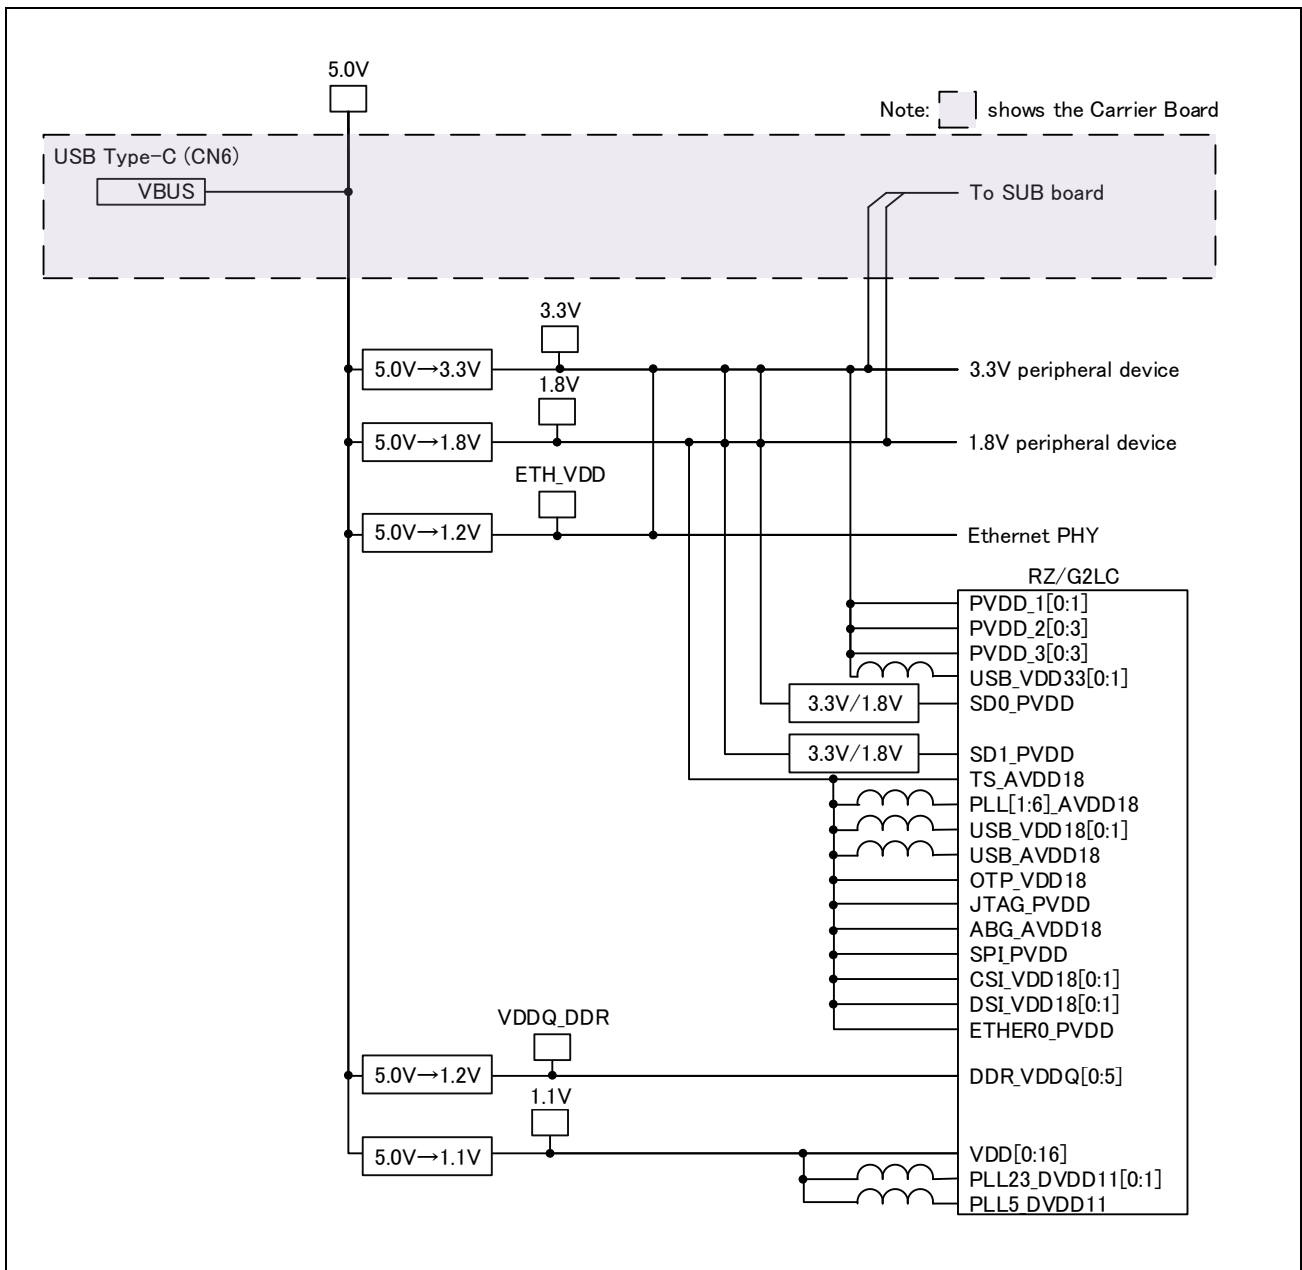 5.0V
Note: shows the Carrier Board
USB Type-C (CN6)
VBUS
To SUB board
3.3V
5.0V→3.3V
3.3V peripheral device
1.8V
5.0V→1.8V
1.8V peripheral device
ETH_VDD
5.0V→1.2V
Ethernet PHY
RZ/G2LC
PVDD_1[0:1]
PVDD_2[0:3]
PVDD_3[0:3]
USB_VDD33[0:1]
3.3V/1.8V
SD0_PVDD
3.3V/1.8V
SD1_PVDD
TS_AVDD18
PLL[1:6]_AVDD18
USB_VDD18[0:1]
USB_AVDD18
OTP_VDD18
JTAG_PVDD
ABG_AVDD18
SPI_PVDD
CSI_VDD18[0:1]
DSI_VDD18[0:1]
ETHER0_PVDD
VDDQ_DDR
5.0V→1.2V
DDR_VDDQ[0:5]
1.1V
5.0V→1.1V
VDD[0:16]
PLL23_DVDD11[0:1]
PLL5_DVDD11